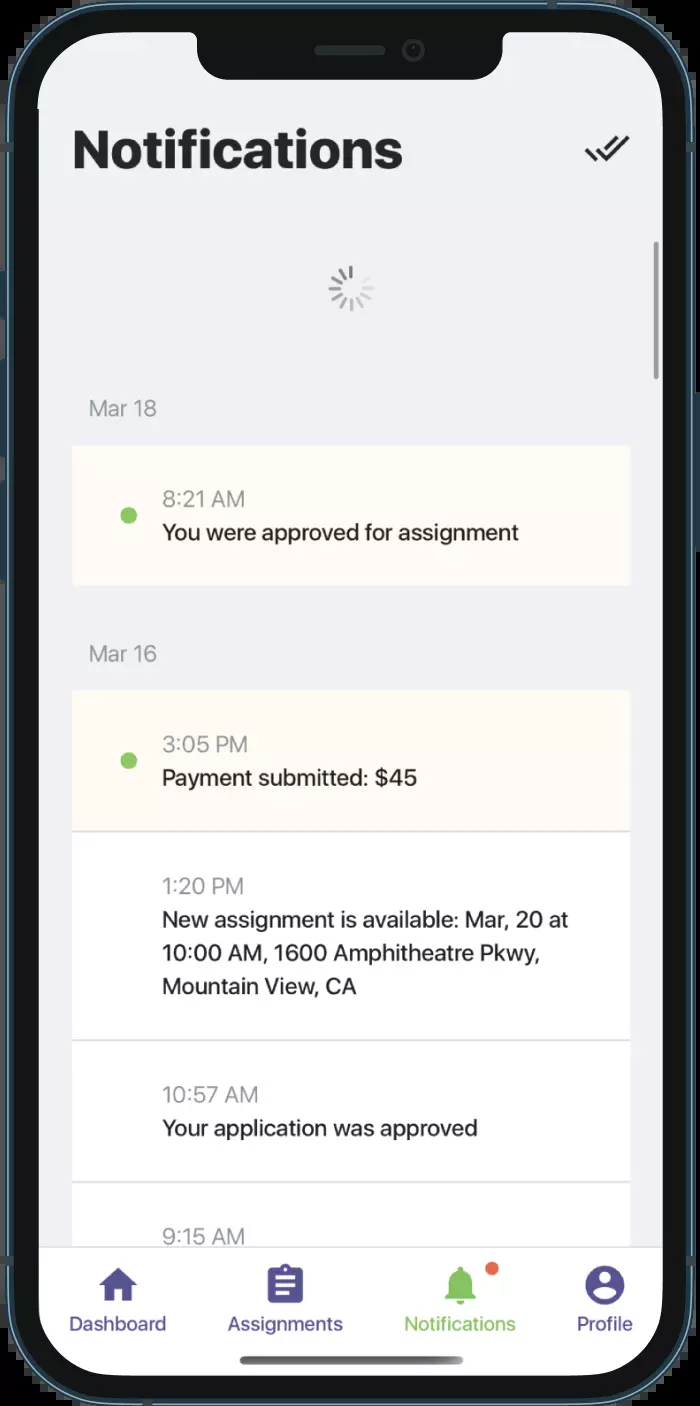 Notifications
Mar 18
8:21 AM
You were approved for assignment
Mar 16
3:05 PM
Payment submitted: $45
1:20 PM
New assignment is available: Mar, 20 at
10:00 AM, 1600 Amphitheatre Pkwy,
Mountain View, CA
10:57 AM
Your application was approved
9:15 AM
Dashboard
Assignments
Notifications
Profile